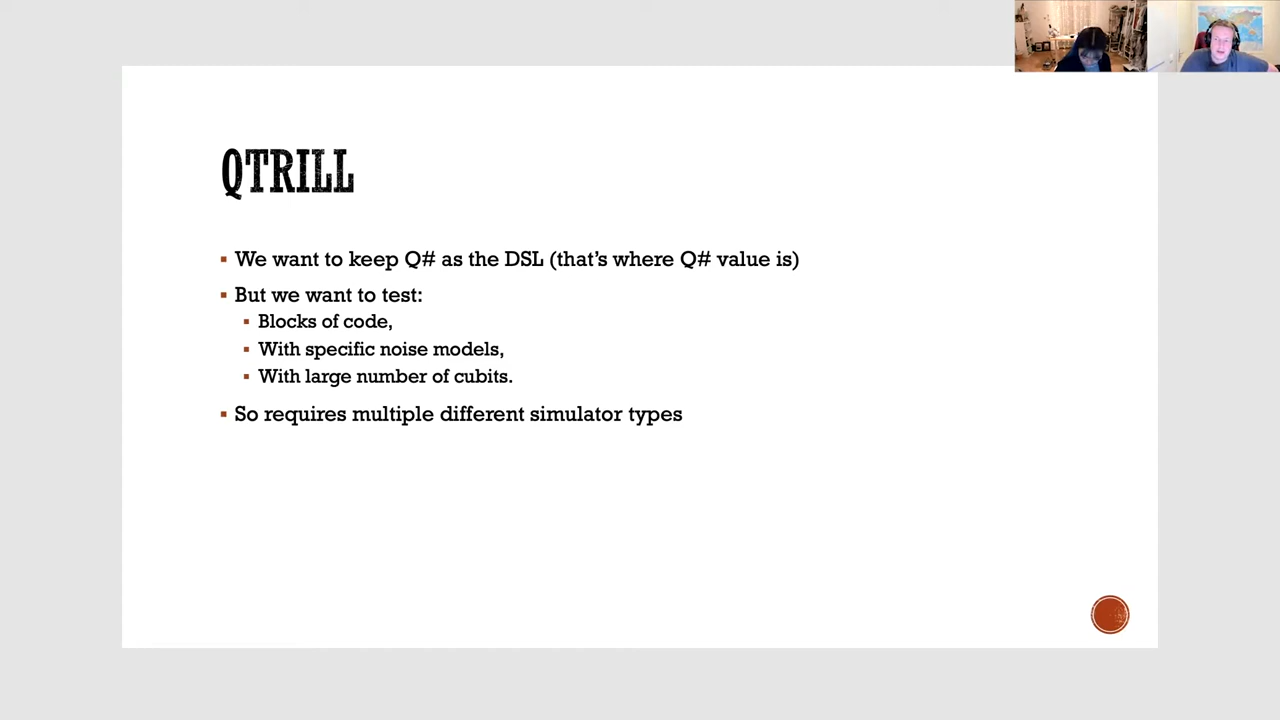 QTRILL
We want to keep Q# as the DSL (that's where Q# value is)
But we want to test:
Blocks of code,
With specific noise models,
With large number of cubits.
So requires multiple different simulator types